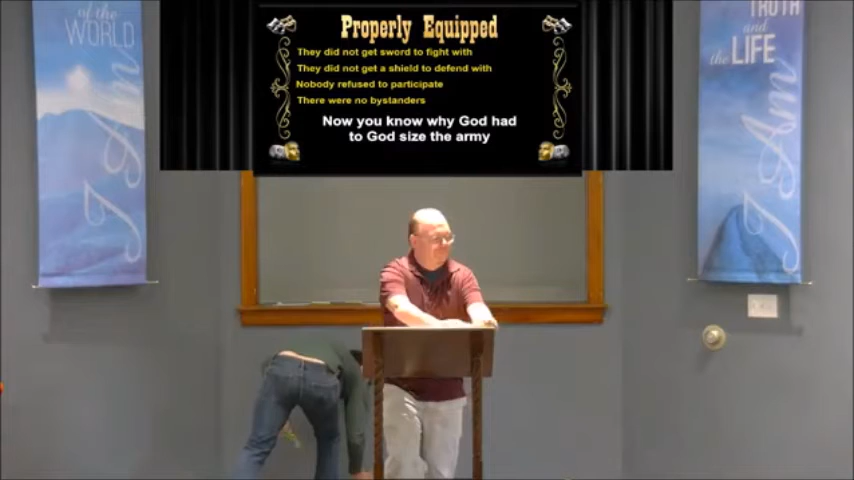 of the
WORLD
I Am
Properly Equipped
They did not get sword to fight with
They did not get a shield to defend with
Nobody refused to participate
There were no bystanders
Now you know why God had
to God size the army
TRUTH
and
the LIFE
I Am